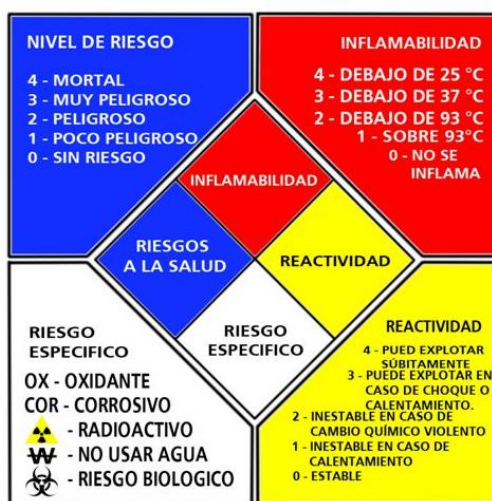 NIVEL DE RIESGO
4 - MORTAL
3 - MUY PELIGROSO
2 - PELIGROSO
1 - POCO PELIGROSO
0 - SIN RIESGO
INFLAMABILIDAD
4 - DEBAJO DE 25 °C
3 - DEBAJO DE 37 °C
2 - DEBAJO DE 93 °C
1 - SOBRE 93°C
0 - NO SE
INFLAMA
INFLAMABILIDAD
RIESGOS
A LA SALUD
REACTIVIDAD
RIESGO
ESPECIFICO
RIESGO
ESPECIFICO
OX - OXIDANTE
COR - CORROSIVO
- RADIOACTIVO
W - NO USAR AGUA
- RIESGO BIOLOGICO
REACTIVIDAD
4 - PUED EXPLOTAR
SÚBITAMENTE
3 - PUEDE EXPLOTAR EN
CASO DE CHOQUE O
CALENTAMIENTO.
2 - INESTABLE EN CASO DE
CAMBIO QUÍMICO VIOLENTO
1 - INESTABLE EN CASO DE
CALENTAMIENTO
0 - ESTABLE